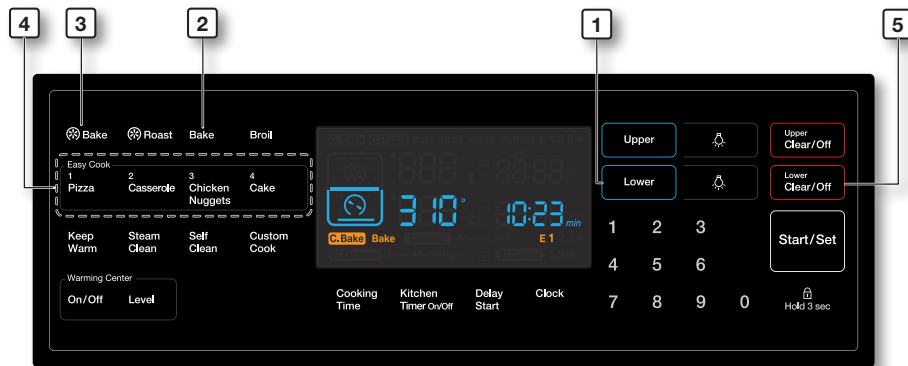 4
3
2
1
5
Bake
Roast
Bake
Broil
Easy Cook
1
Pizza
2
Casserole
3
Chicken
Nuggets
4
Cake
Keep
Warm
Steam
Clean
Self
Clean
Custom
Cook
Warming Center
On/Off
Level
310°
10:23 min
C.Bake Bake
E 1
Cooking
Time
Kitchen
Timer On/Off
Delay
Start
Clock
Upper
Lower
1 2 3
4 5 6
7 8 9 0
Upper
Clear/Off
Lower
Clear/Off
Start/Set
Hold 3 sec